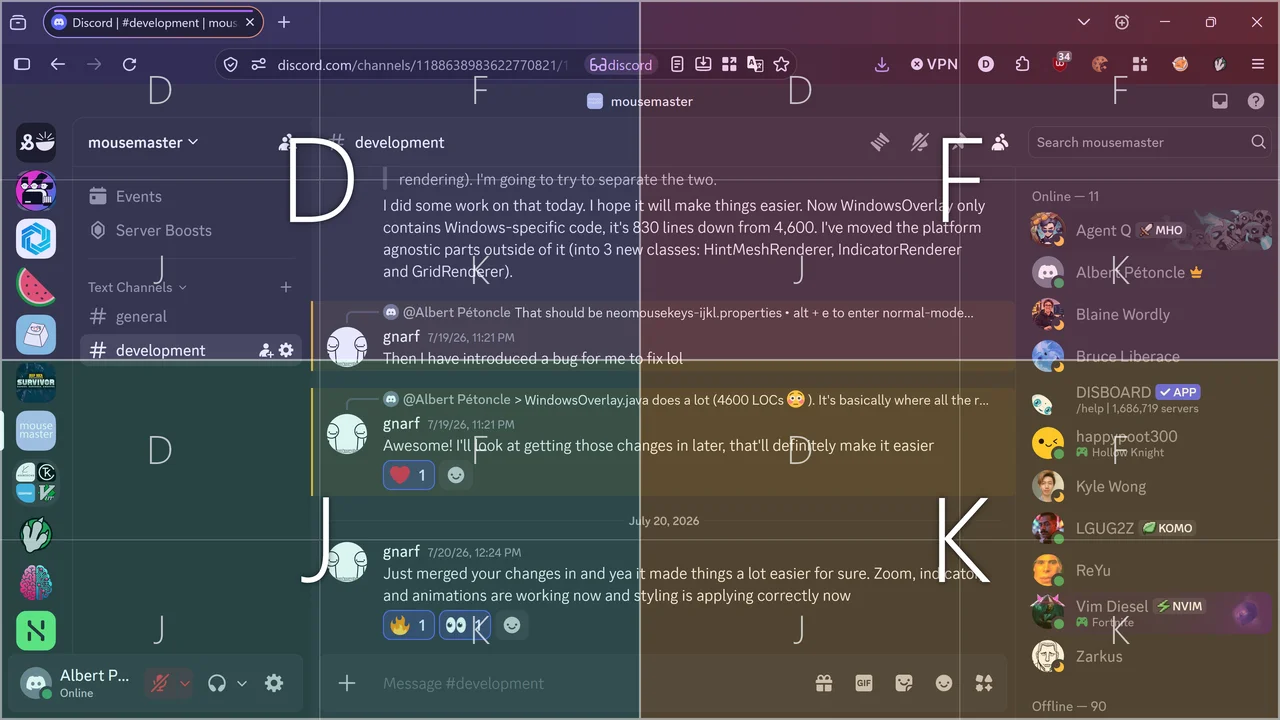 Discord | #development | mous
discord.com/channels/1188638983622770821/1
discord
VPN
D
34
D F D F
mousemaster
mousemaster
# development
Search mousemaster
D
F
rendering). I'm going to try to separate the two.
Events
I did some work on that today. I hope it will make things easier. Now WindowsOverlay only
contains Windows-specific code, it's 830 lines down from 4,600. I've moved the platform
agnostic parts outside of it (into 3 new classes: HintMeshRenderer, IndicatorRenderer
and GridRenderer).
Server Boosts
Online — 11
Agent Q MHO
J K J K
Albert Pétoncle
Text Channels
# general
@Albert Pétoncle That should be neomousekeys-ijkl.properties • alt + e to enter normal-mode...
Blaine Wordly
gnarf 7/19/26, 11:21 PM
Then I have introduced a bug for me to fix lol
# development
Bruce Liberace
DISBOARD APP
/help | 1,686,719 servers
@Albert Pétoncle > WindowsOverlay.java does a lot (4600 LOCs 😳 ). It's basically where all the r...
gnarf 7/19/26, 11:21 PM
Awesome! I'll look at getting those changes in later, that'll definitely make it easier
1
SURVIVOR
mouse
master
D F D F
happypoot300
Hollow Knight
Kyle Wong
J
K
July 20, 2026
LGUG2Z KOMO
gnarf 7/20/26, 12:24 PM
Just merged your changes in and yea it made things a lot easier for sure. Zoom, indicator
and animations are working now and styling is applying correctly now
1 1
ReYu
Vim Diesel NVIM
Fortnite
J K J K
Zarkus
Albert P...
Online
Message #development
GIF
Offline — 90